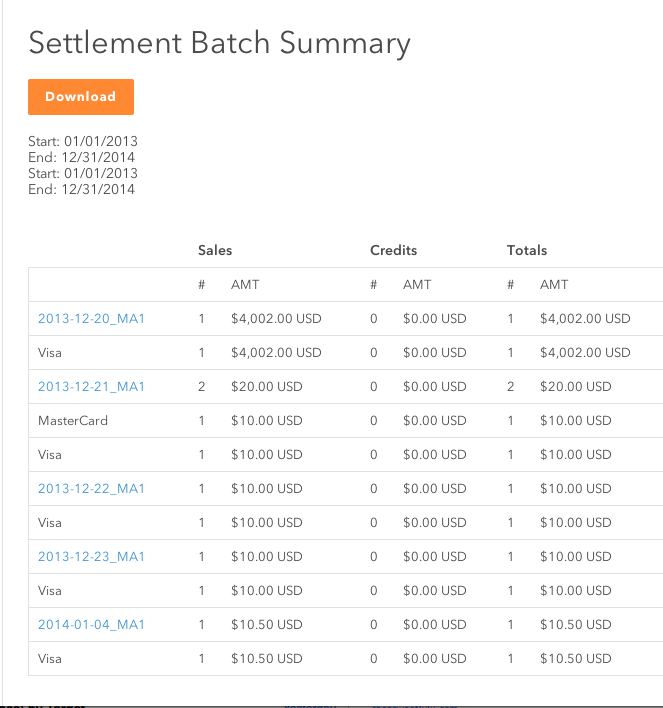 Settlement Batch Summary
Download
Start: 01/01/2013
End: 12/31/2014
Start: 01/01/2013
End: 12/31/2014
Sales Credits Totals
# AMT # AMT # AMT
2013-12-20_MA1 1 $4,002.00 USD 0 $0.00 USD 1 $4,002.00 USD
Visa 1 $4,002.00 USD 0 $0.00 USD 1 $4,002.00 USD
2013-12-21_MA1 2 $20.00 USD 0 $0.00 USD 2 $20.00 USD
MasterCard 1 $10.00 USD 0 $0.00 USD 1 $10.00 USD
Visa 1 $10.00 USD 0 $0.00 USD 1 $10.00 USD
2013-12-22_MA1 1 $10.00 USD 0 $0.00 USD 1 $10.00 USD
Visa 1 $10.00 USD 0 $0.00 USD 1 $10.00 USD
2013-12-23_MA1 1 $10.00 USD 0 $0.00 USD 1 $10.00 USD
Visa 1 $10.00 USD 0 $0.00 USD 1 $10.00 USD
2014-01-04_MA1 1 $10.50 USD 0 $0.00 USD 1 $10.50 USD
Visa 1 $10.50 USD 0 $0.00 USD 1 $10.50 USD